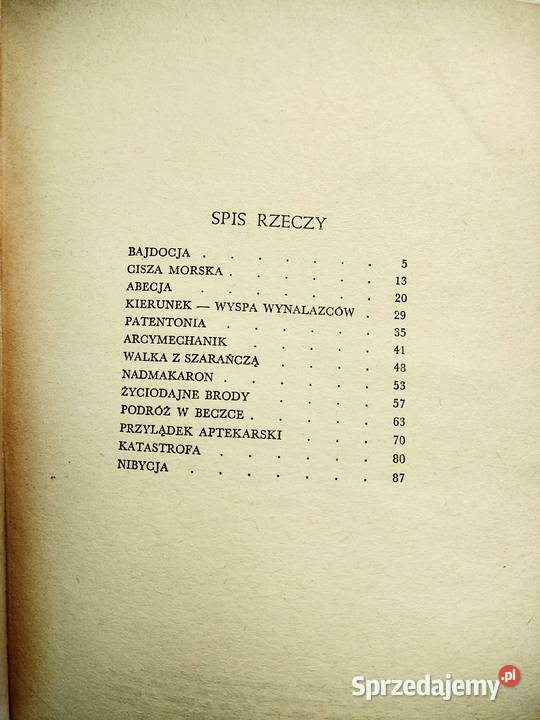 SPIS RZECZY
BAJDOCJA . . . . . . . 5
CISZA MORSKA . . . . . . 13
ABECJA . . . . . . . 20
KIERUNEK — WYSPA WYNALAZCÓW . 29
PATENTONIA . . . . . . 35
ARCYMECHANIK . . . . . 41
WALKA Z SZARAŃCZĄ . . . . 48
NADMAKARON . . . . . . 53
ŻYCIODAJNE BRODY . . . . 57
PODRÓŻ W BECZCE . . . . . 63
PRZYLĄDEK APTEKARSKI . . . 70
KATASTROFA . . . . . . 80
NIBYCJA . . . . . . . 87
Sprzedajemy.pl